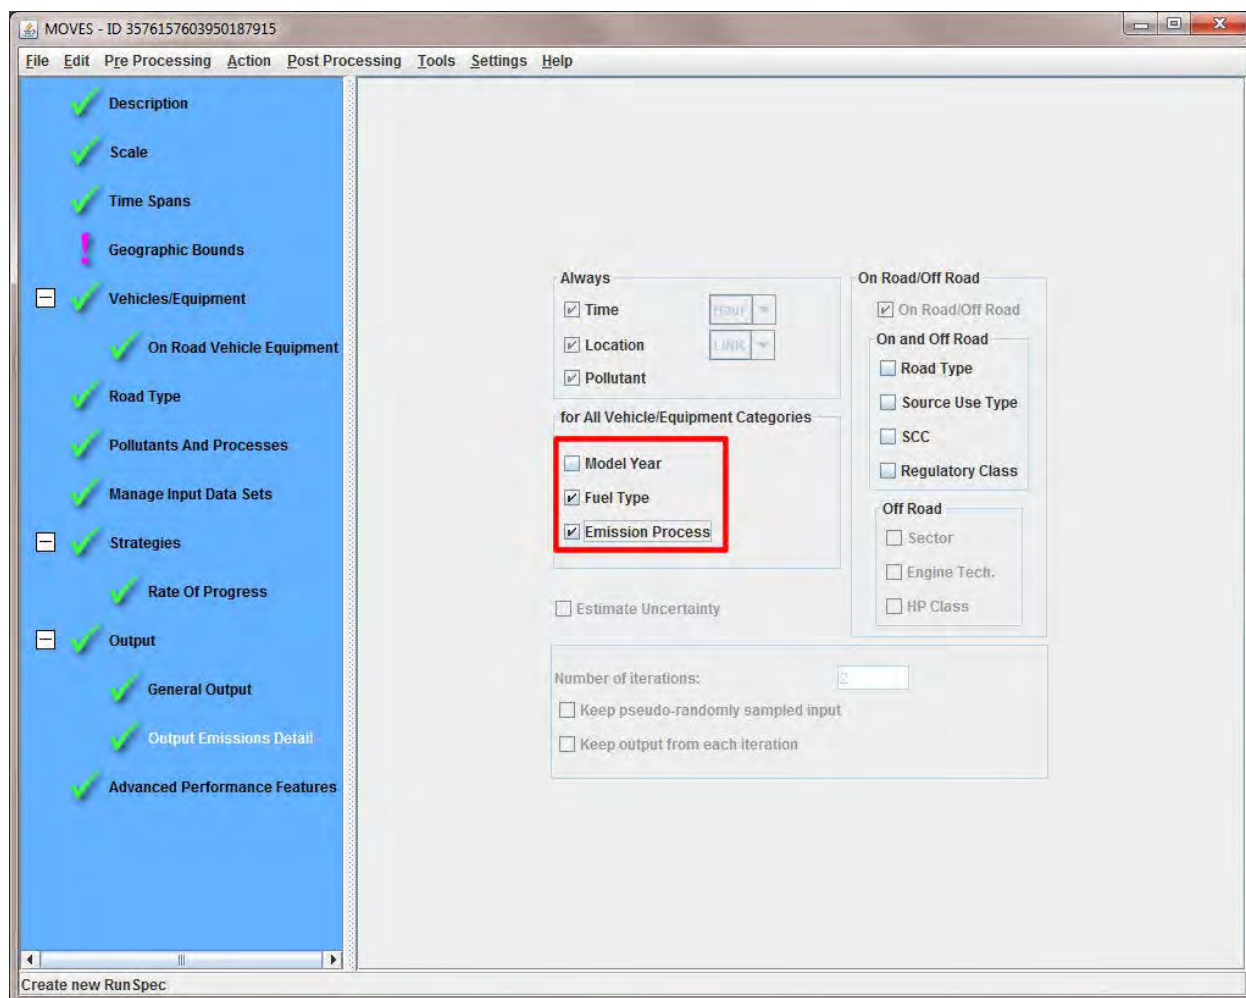 MOVES - ID 3576157603950187915
File Edit Pre Processing Action Post Processing Tools Settings Help
Description
Scale
Time Spans
Geographic Bounds
Vehicles/Equipment
On Road Vehicle Equipment
Road Type
Pollutants And Processes
Manage Input Data Sets
Strategies
Rate Of Progress
Output
General Output
Output Emissions Detail
Advanced Performance Features
Always
Time Hour
Location LINK
Pollutant
for All Vehicle/Equipment Categories
Model Year
Fuel Type
Emission Process
Estimate Uncertainty
On Road/Off Road
On Road/Off Road
On and Off Road
Road Type
Source Use Type
SCC
Regulatory Class
Off Road
Sector
Engine Tech.
HP Class
Number of iterations: 2
Keep pseudo-randomly sampled input
Keep output from each iteration
Create new RunSpec